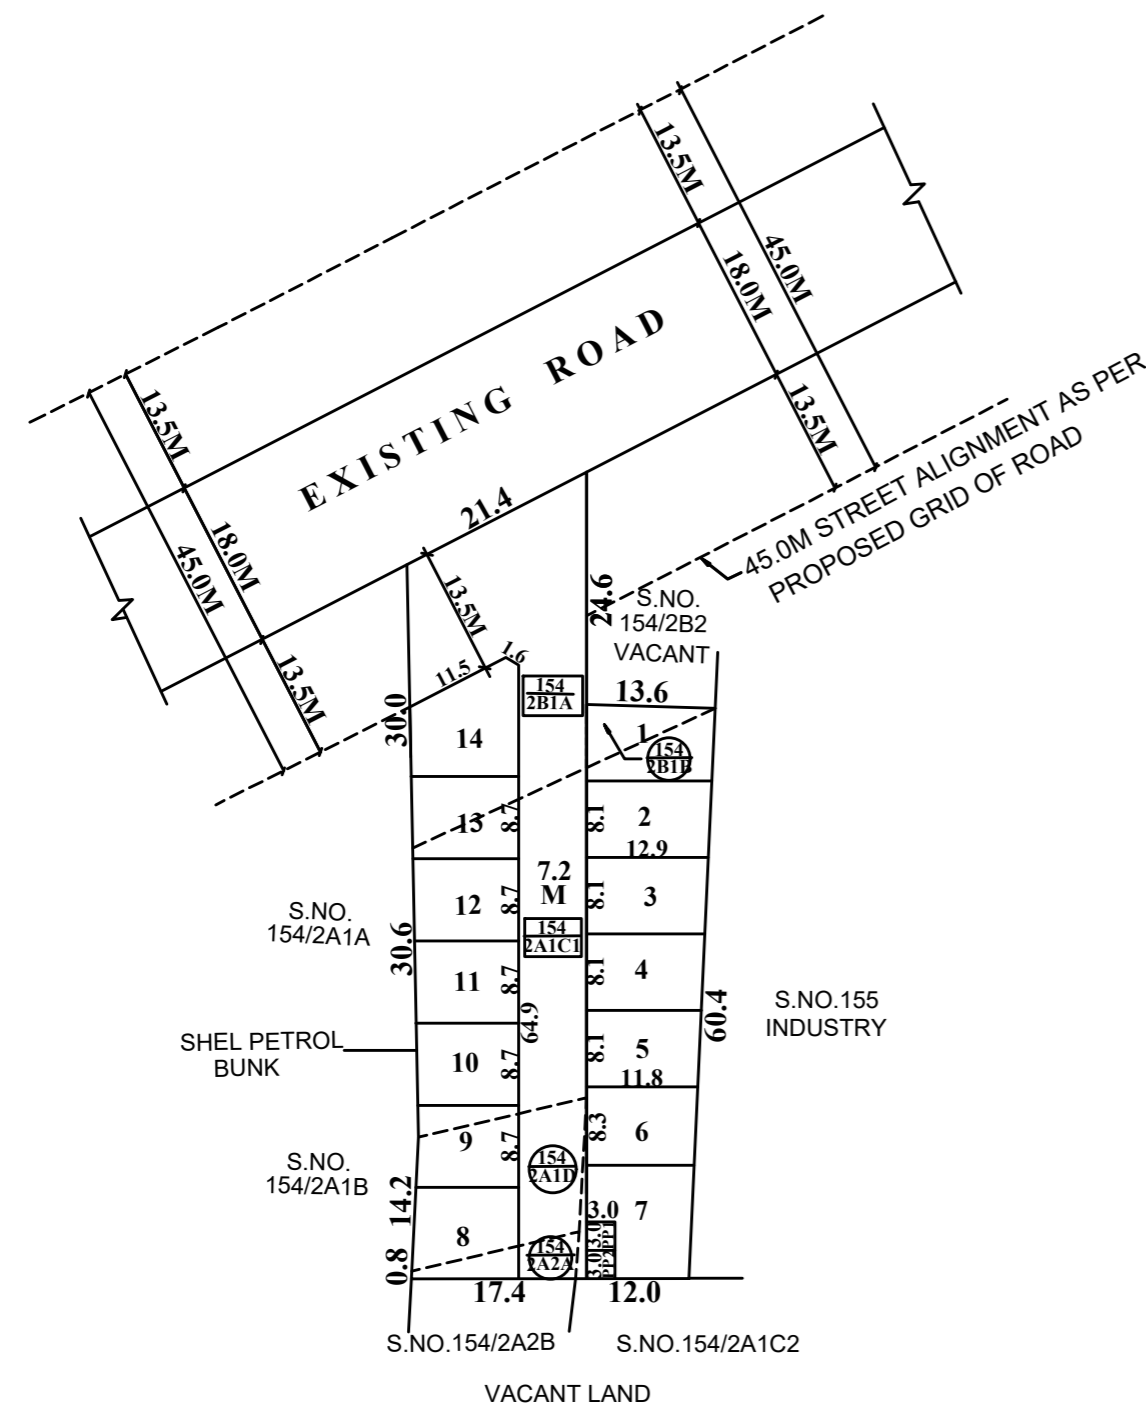 13.5M
18.0M
45.0M
13.5M
EXISTING ROAD
13.5M
18.0M
45.0M
13.5M
45.0M STREET ALIGNMENT AS PER
PROPOSED GRID OF ROAD
21.4
13.5M
24.6
S.NO.
154/2B2
VACANT
11.5
1.6
154
2B1A
13.6
30.0
14
1
154
2B1B
13
8.7
8.1
2
12.9
7.2
M
12
8.7
8.1
3
S.NO.
154/2A1A
30.6
154
2A1C1
11
8.7
8.1
4
64.9
60.4
S.NO.155
INDUSTRY
SHEL PETROL
BUNK
10
8.7
8.1
5
11.8
9
8.7
8.3
6
S.NO.
154/2A1B
14.2
154
2A1D
3.0
7
8
0.8
154
2A2A
3.0
PP1
3.0
PP2
17.4
12.0
S.NO.154/2A2B
S.NO.154/2A1C2
VACANT LAND